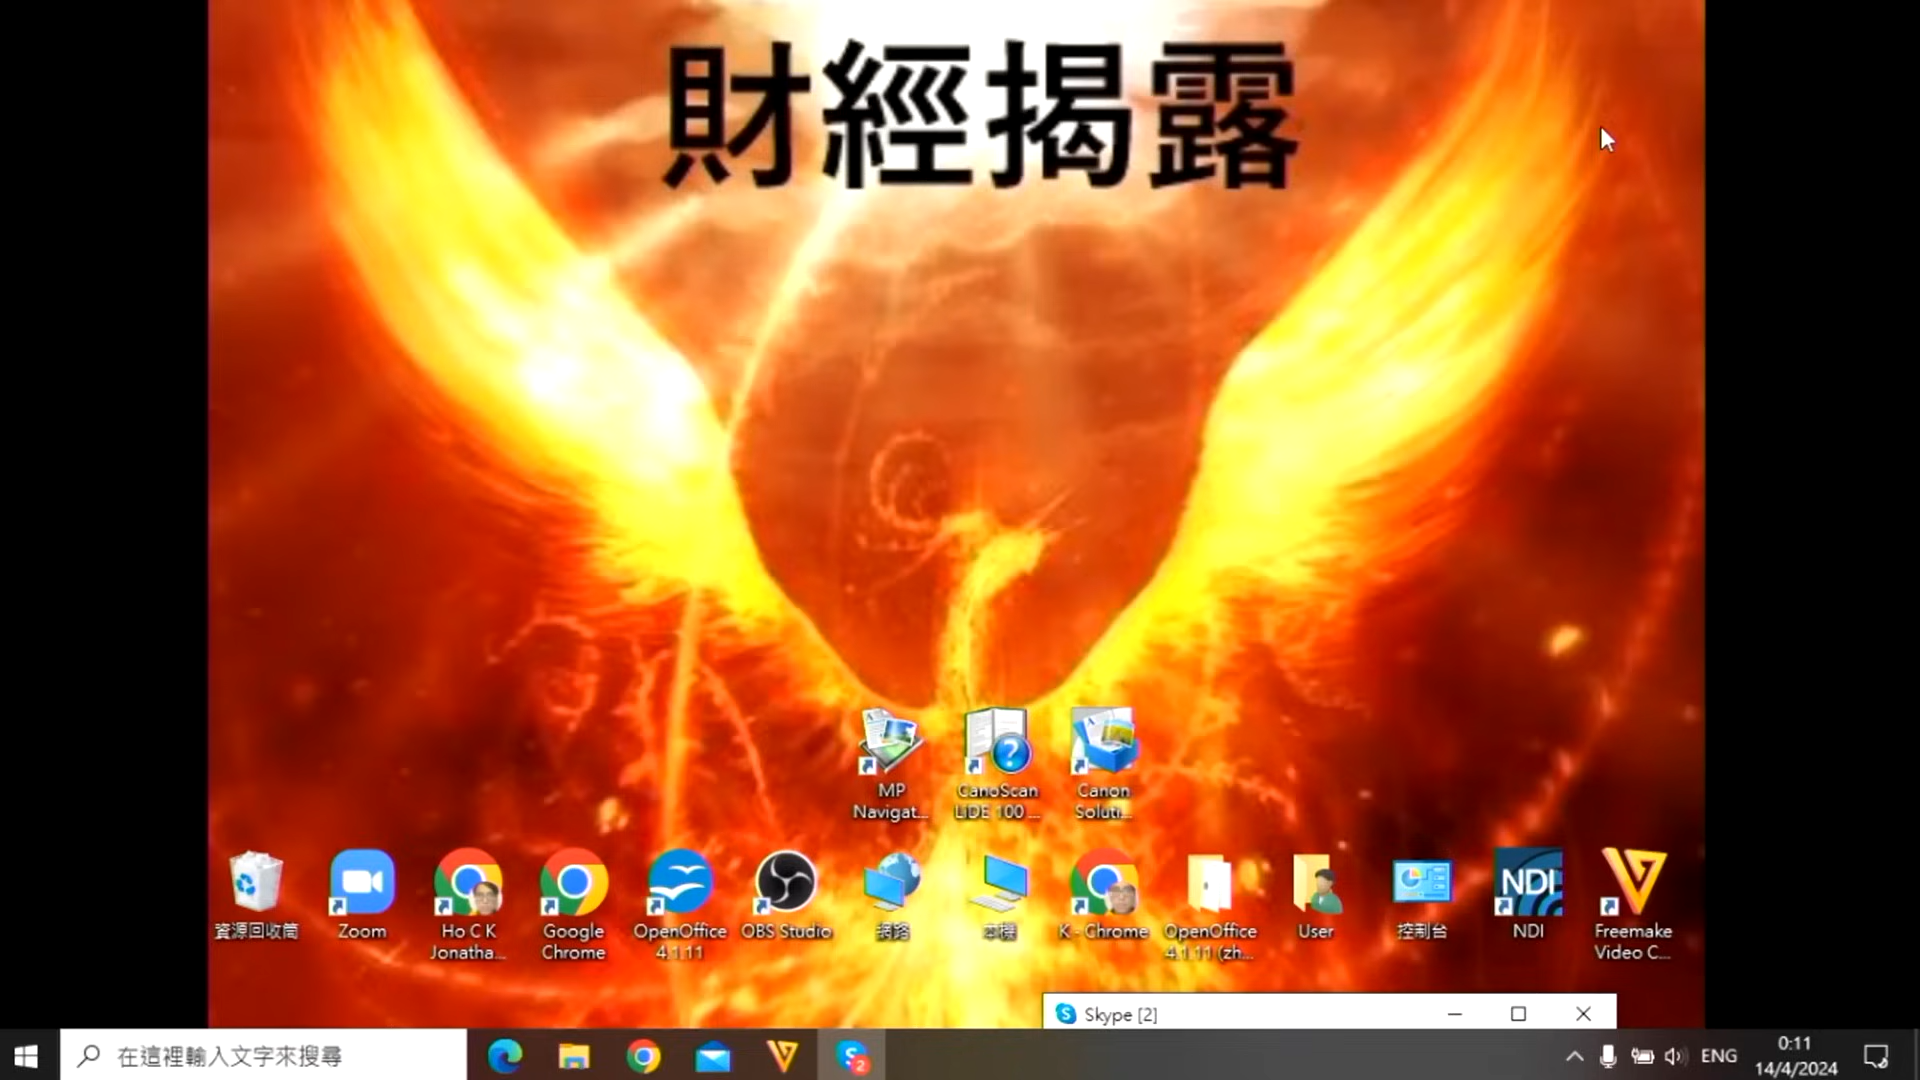 財經揭露
MP
Navigat...
CanoScan
LiDE 100 ...
Canon
Soluti...
資源回收筒
Zoom
Ho C K
Jonatha...
Google
Chrome
OpenOffice
4.1.11
OBS Studio
網路
本機
K - Chrome
OpenOffice
4.1.11 (zh...
User
控制台
NDI
NDI
Freemake
Video C...
Skype [2]
在這裡輸入文字來搜尋
2
ENG
0:11
14/4/2024